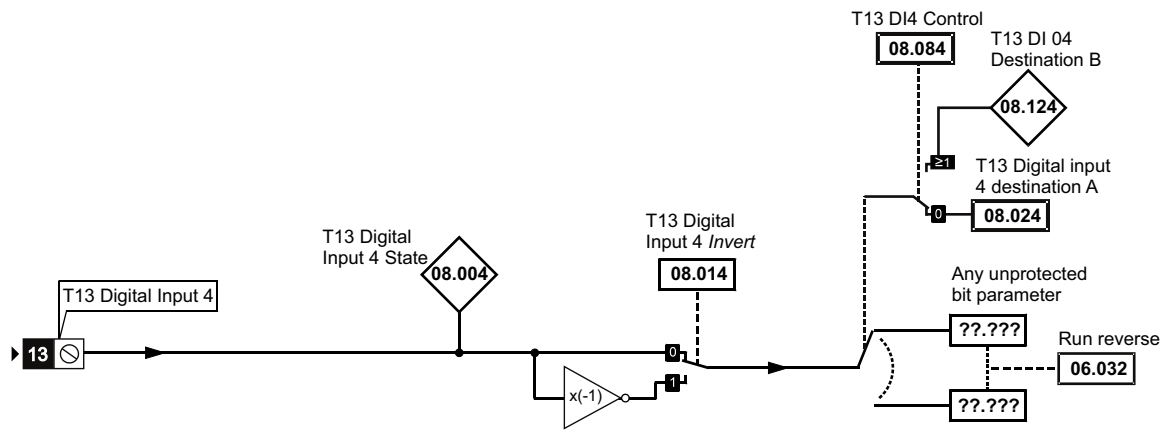 T13 DI4 Control
08.084
T13 DI 04
Destination B
08.124
≥1
T13 Digital input
4 destination A
0
08.024
T13 Digital
Input 4 State
08.004
T13 Digital
Input 4 Invert
08.014
T13 Digital Input 4
13
0
1
x(-1)
Any unprotected
bit parameter
??.???
Run reverse
06.032
??.???